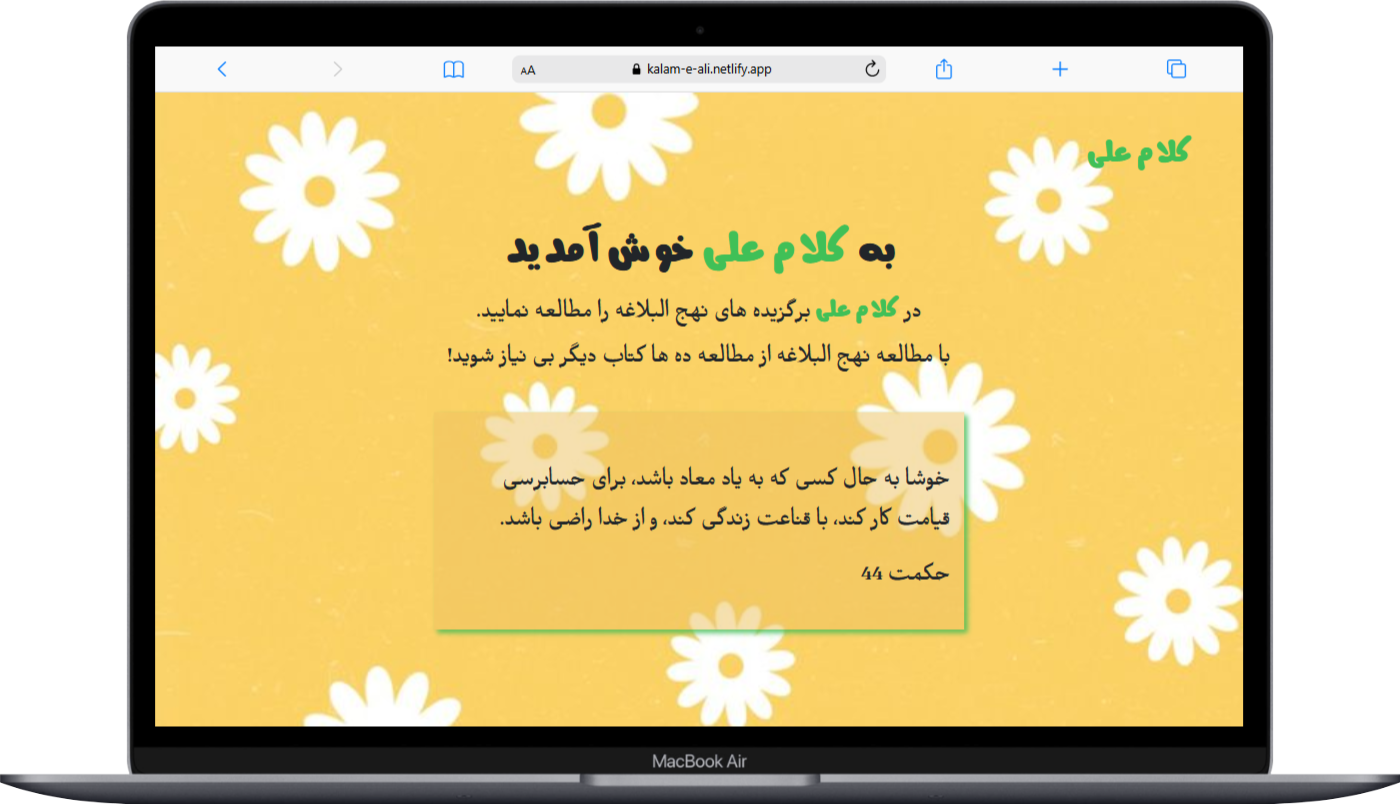 AA
kalam-e-ali.netlify.app
کلام علی
به کلام علی خوش آمدید
در کلام علی برگزیده های نهج البلاغه را مطالعه نمایید.
با مطالعه نهج البلاغه از مطالعه ده ها کتاب دیگر بی نیاز شوید!
خوشا به حال کسی که به یاد معاد باشد، برای حسابرسی
قیامت کار کند، با قناعت زندگی کند، و از خدا راضی باشد.
حکمت 44
MacBook Air